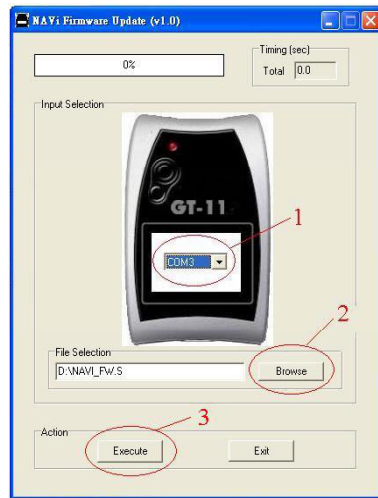 NAVi Firmware Update (v1.0)
0%
Timing (sec)
Total 0.0
Input Selection
GT-11
1
COM3
2
File Selection
D:\NAVI_FW.S
Browse
3
Action
Execute
Exit